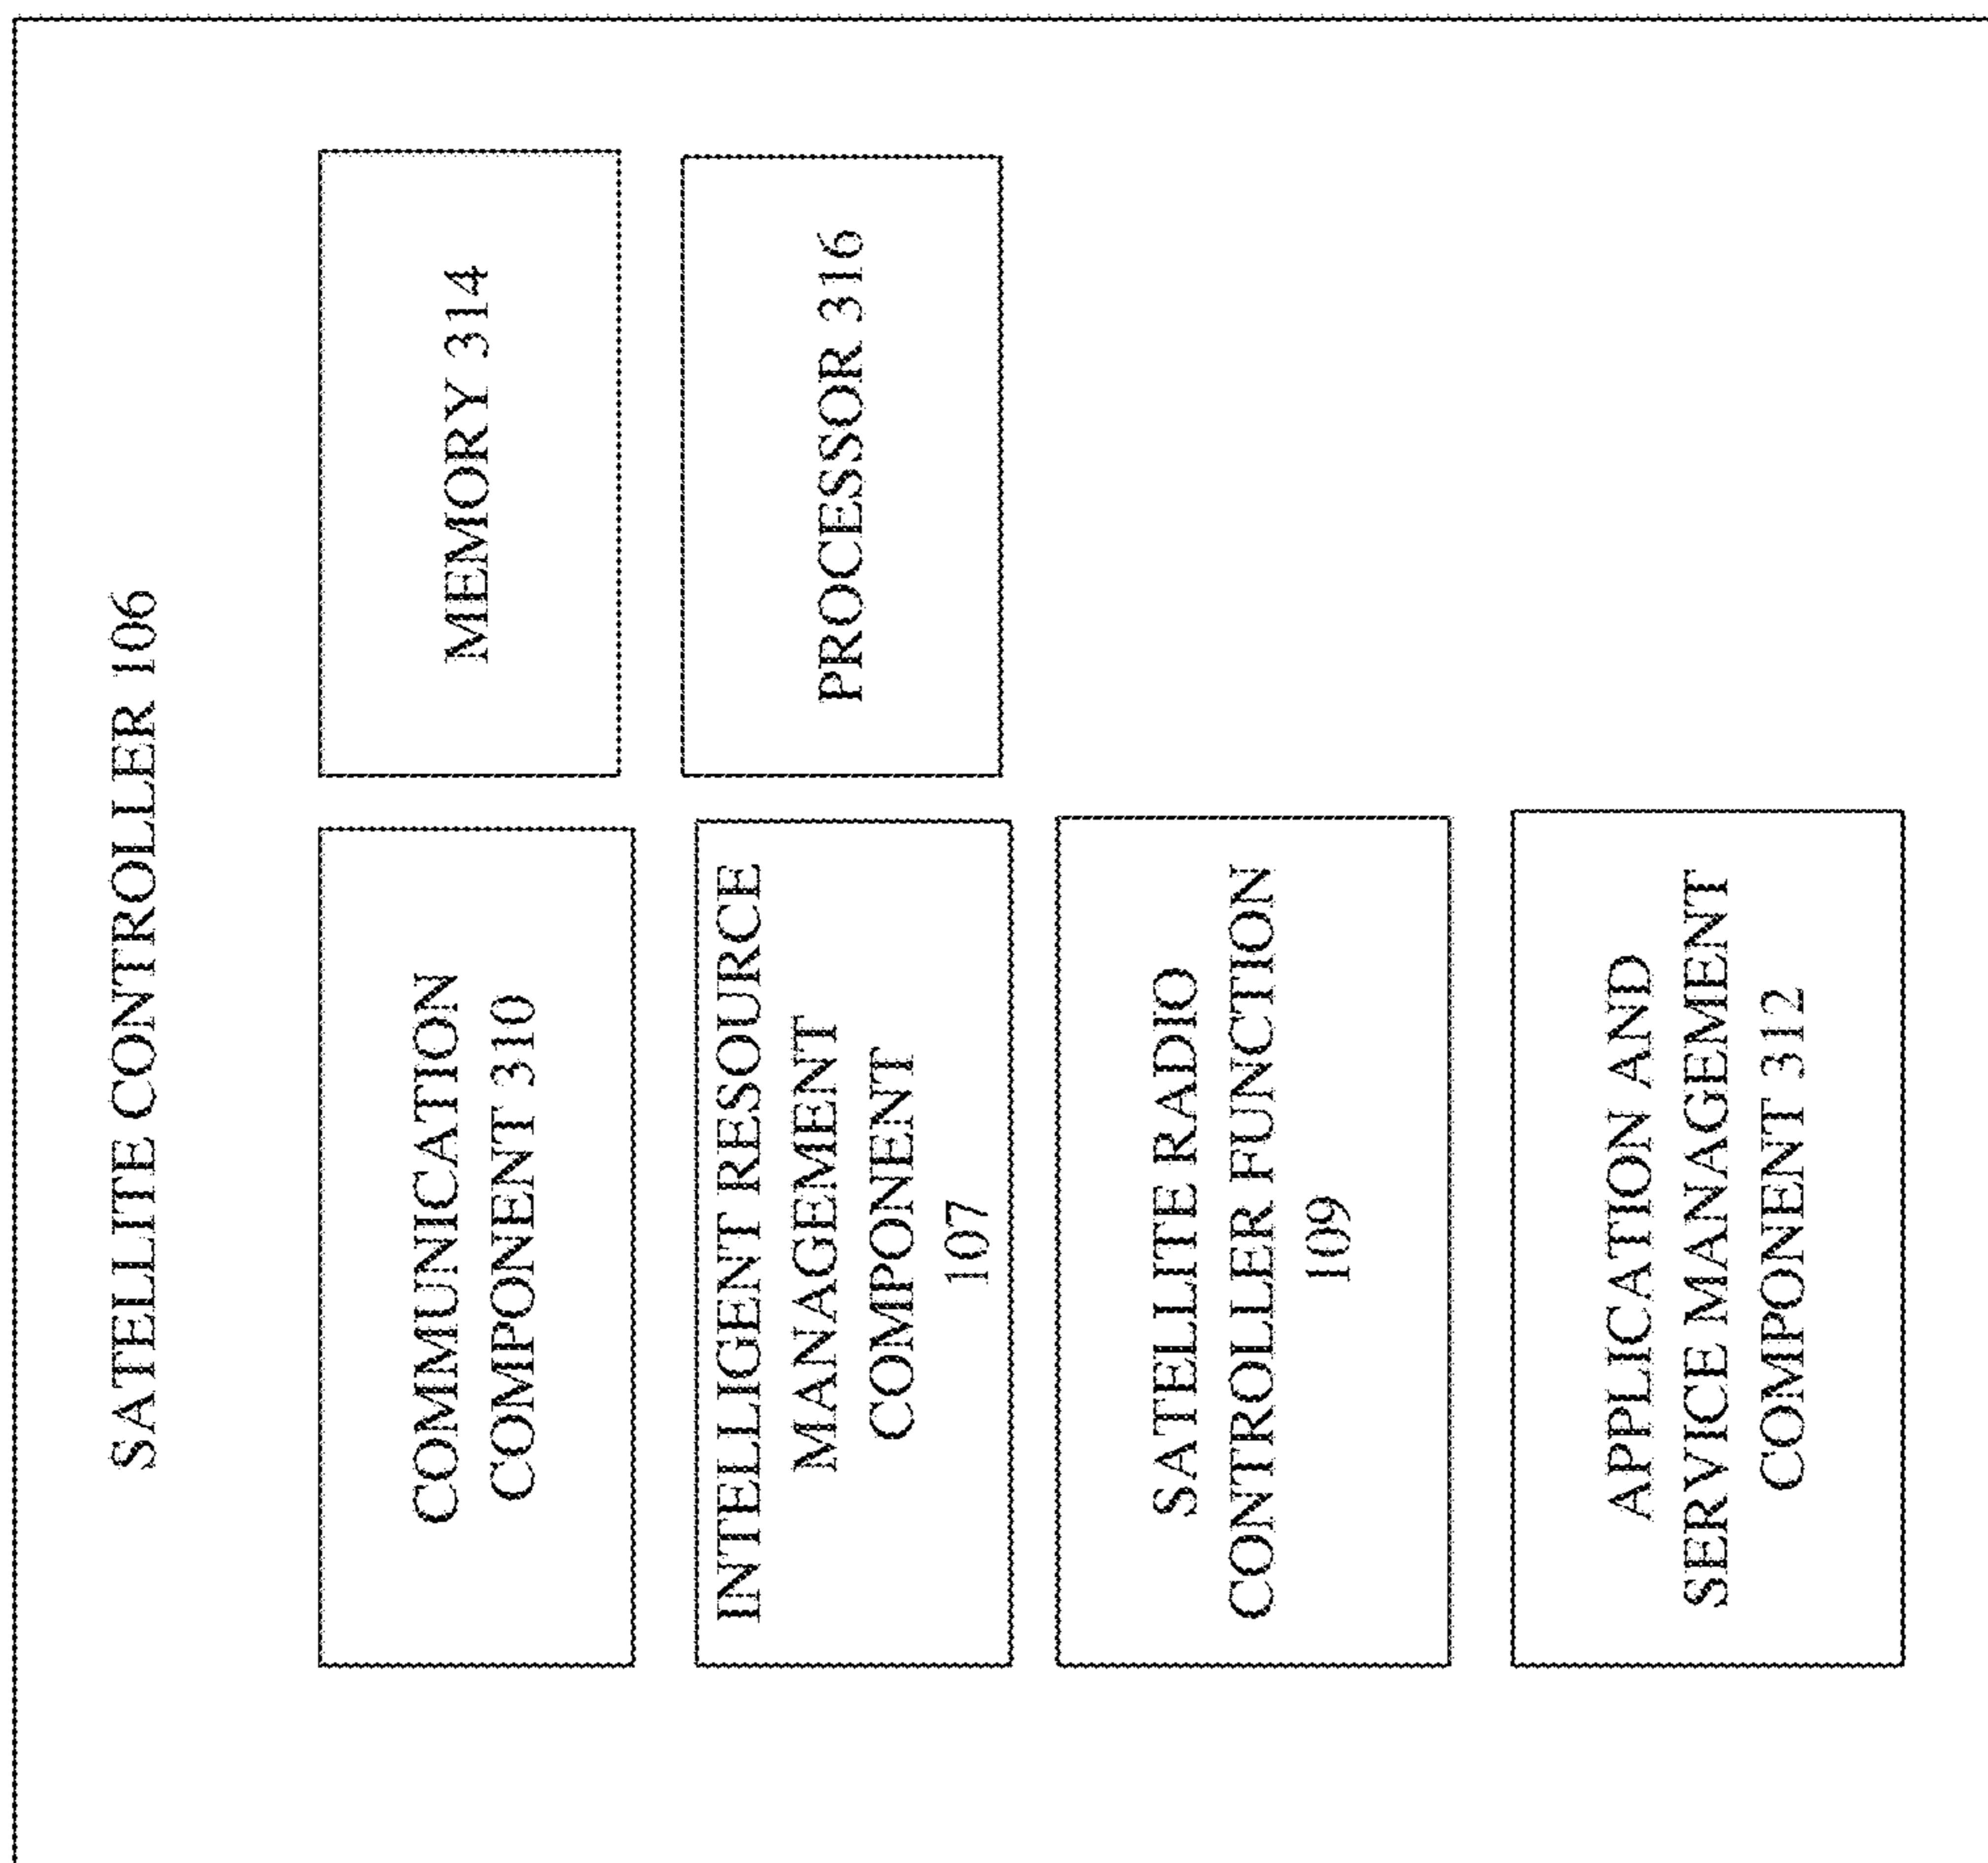 SATELLITE CONTROLLER 106
COMMUNICATION
COMPONENT 310
MEMORY 314
INTELLIGENT RESOURCE
MANAGEMENT
COMPONENT
107
PROCESSOR 316
SATELLITE RADIO
CONTROLLER FUNCTION
109
APPLICATION AND
SERVICE MANAGEMENT
COMPONENT 312